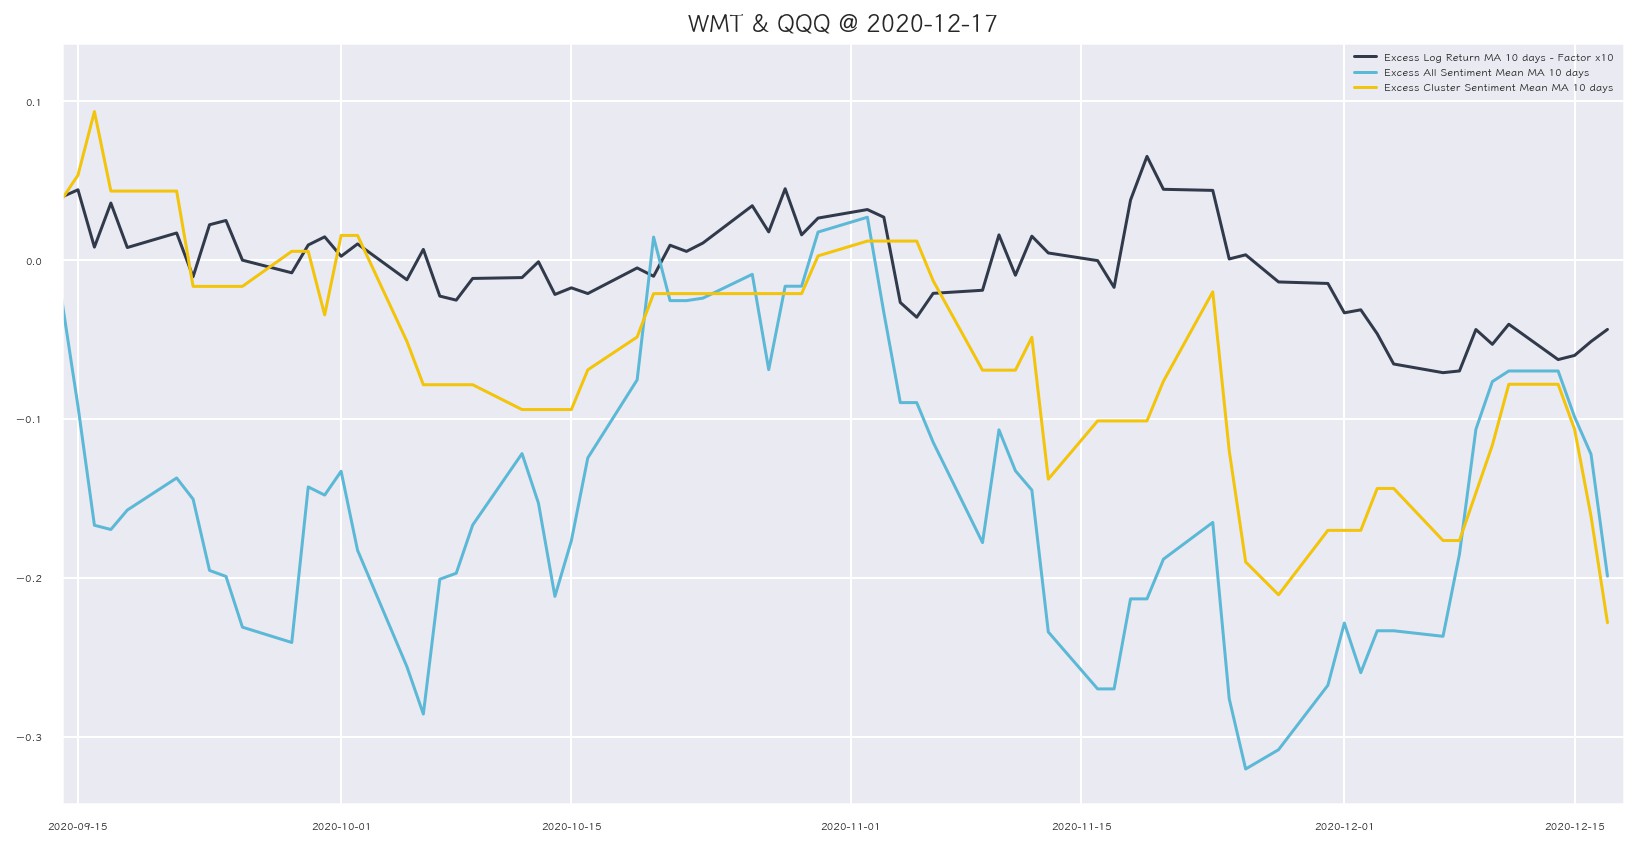 WMT & QQQ @ 2020-12-17
Excess Log Return MA 10 days - Factor x10
Excess All Sentiment Mean MA 10 days
Excess Cluster Sentiment Mean MA 10 days
0.1
0.0
−0.1
−0.2
−0.3
2020-09-15 2020-10-01 2020-10-15 2020-11-01 2020-11-15 2020-12-01 2020-12-15